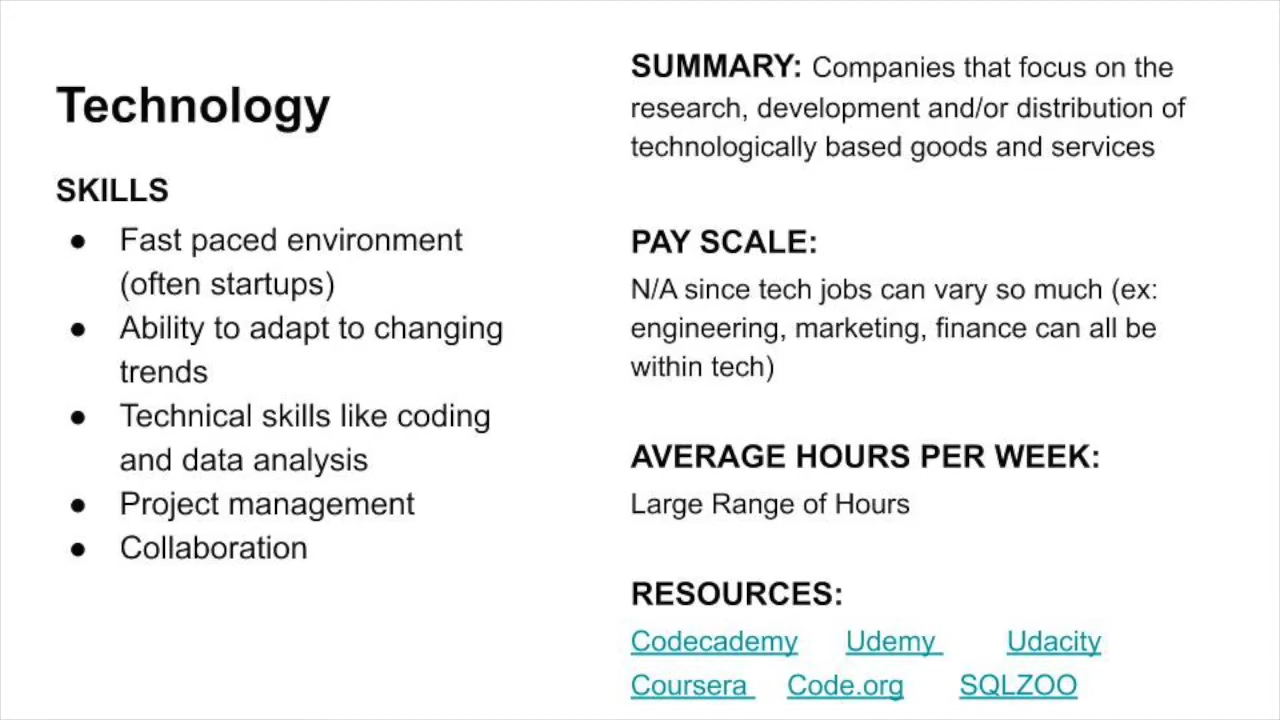 Technology
SKILLS
● Fast paced environment
(often startups)
● Ability to adapt to changing
trends
● Technical skills like coding
and data analysis
● Project management
● Collaboration
SUMMARY: Companies that focus on the
research, development and/or distribution of
technologically based goods and services
PAY SCALE:
N/A since tech jobs can vary so much (ex:
engineering, marketing, finance can all be
within tech)
AVERAGE HOURS PER WEEK:
Large Range of Hours
RESOURCES:
Codecademy Udemy Udacity
Coursera Code.org SQLZOO